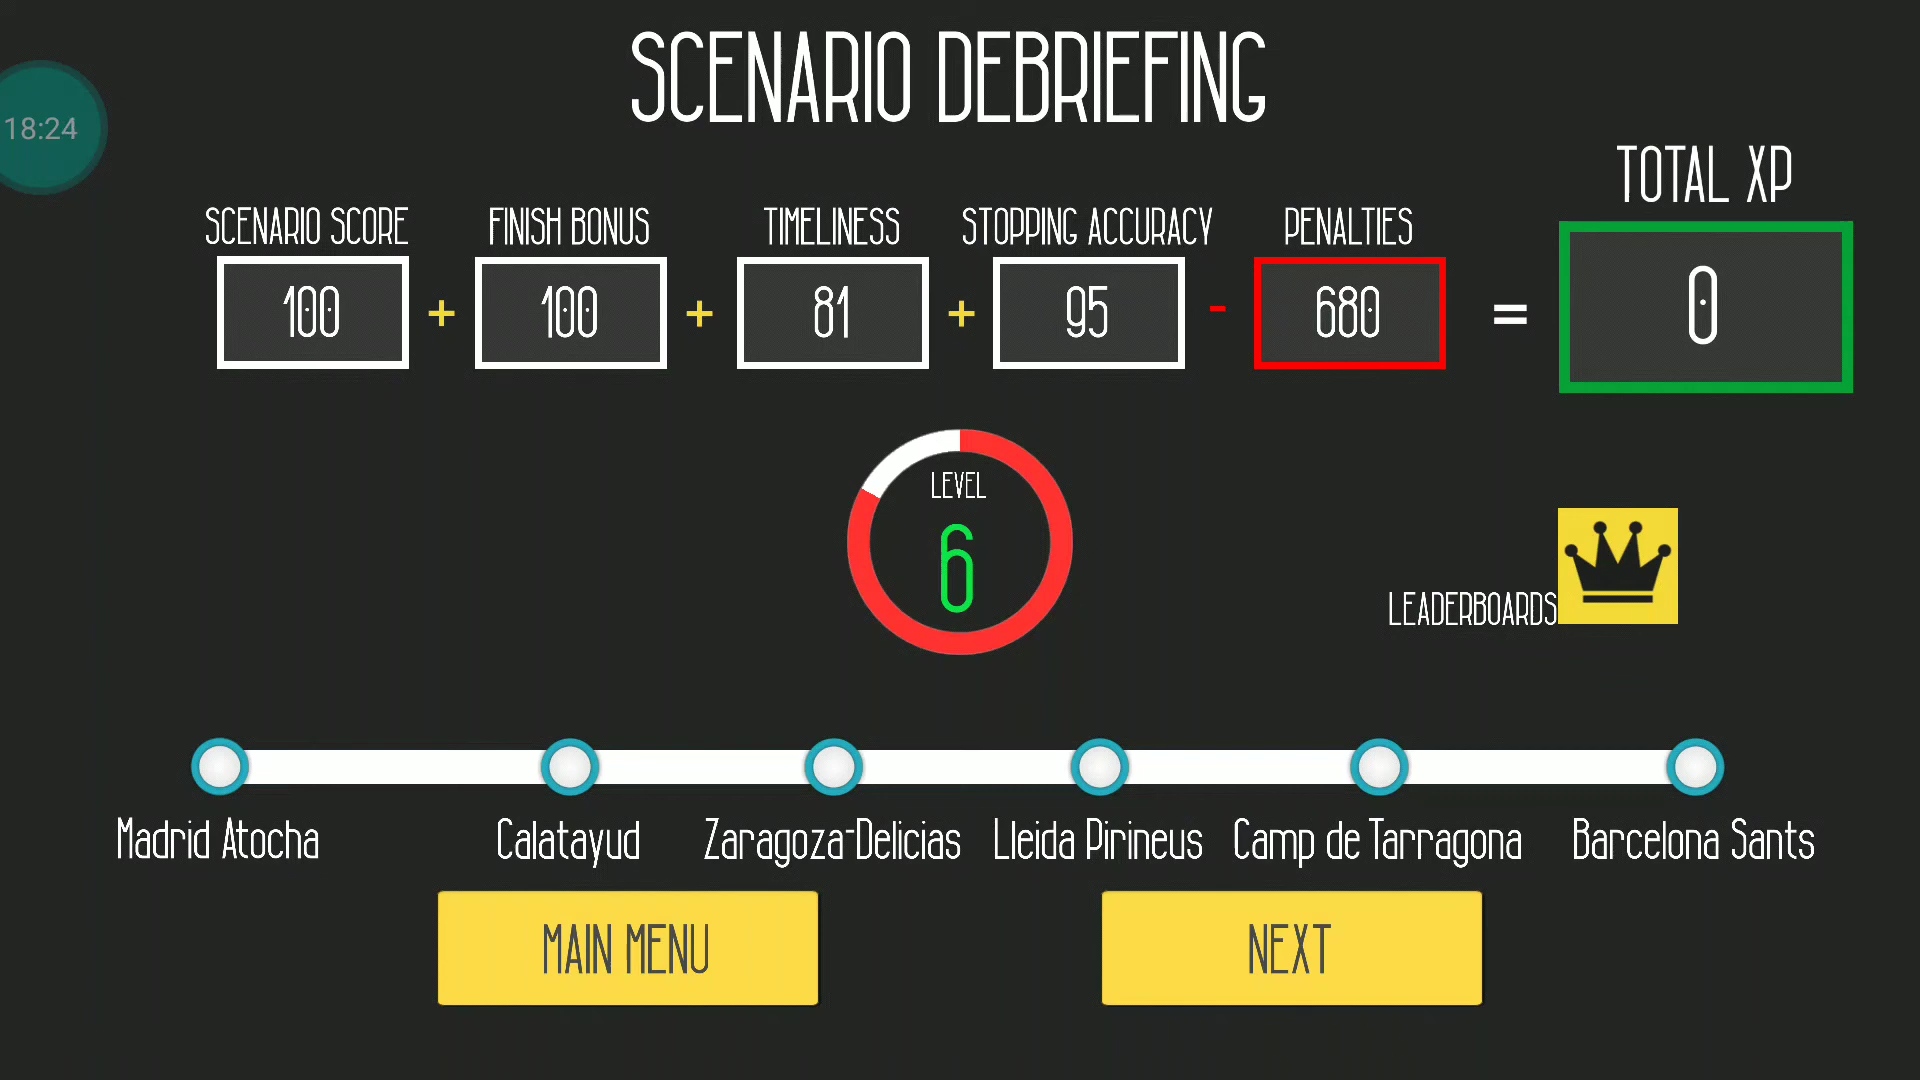 SCENARIO DEBRIEFING
18:24
TOTAL XP
SCENARIO SCORE
FINISH BONUS
TIMELINESS
STOPPING ACCURACY
PENALTIES
100 + 100 + 81 + 95 - 680 = 0
LEVEL
6
LEADERBOARDS
Madrid Atocha
Calatayud
Zaragoza-Delicias
Lleida Pirineus
Camp de Tarragona
Barcelona Sants
MAIN MENU
NEXT